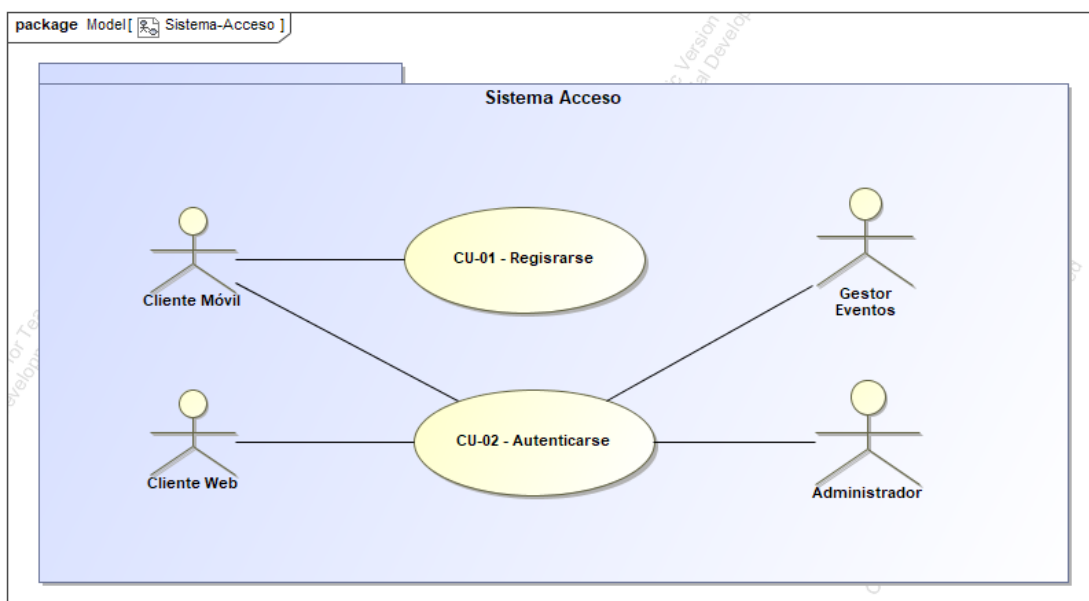 package Model[ Sistema-Acceso ]
Sistema Acceso
CU-01 - Regisrarse
Cliente Móvil
Gestor
Eventos
CU-02 - Autenticarse
Cliente Web
Administrador